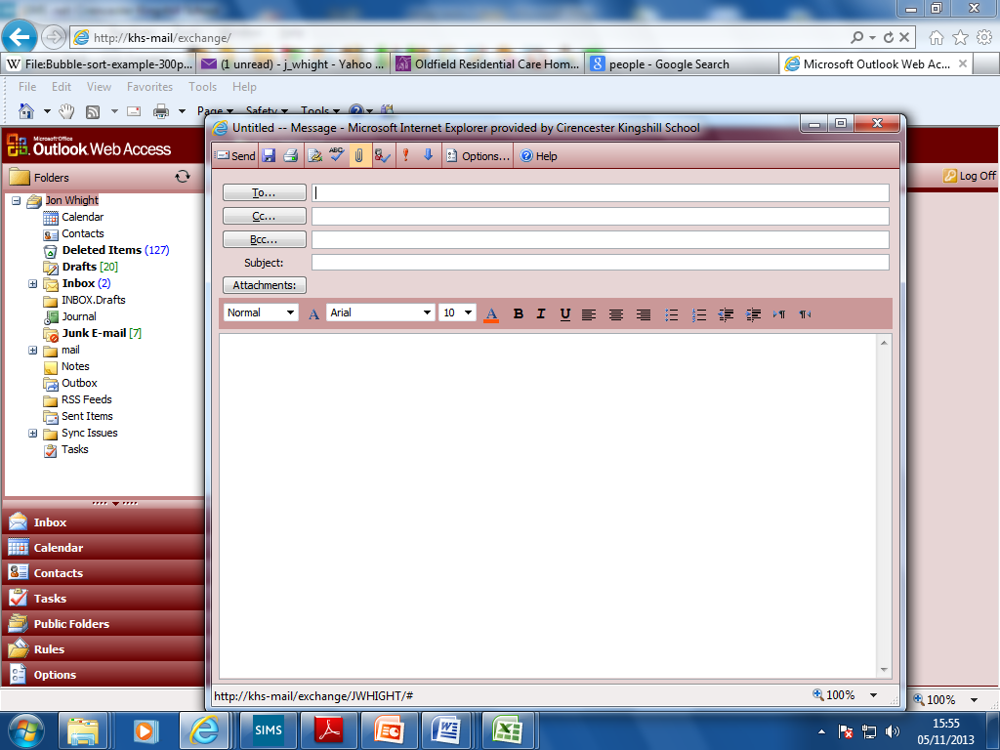 http://khs-mail/exchange/
W File:Bubble-sort-example-300p...
(1 unread) - j_whight - Yahoo ...
Oldfield Residential Care Hom...
people - Google Search
Microsoft Outlook Web Ac...
File Edit View Favorites Tools Help
Page Safety Tools
Untitled -- Message - Microsoft Internet Explorer provided by Cirencester Kingshill School
Microsoft Office
Outlook Web Access
Send Options... Help
Folders
Log Off
Jon Whight
Calendar
Contacts
Deleted Items (127)
Drafts [20]
Inbox (2)
INBOX.Drafts
Journal
Junk E-mail [7]
mail
Notes
Outbox
RSS Feeds
Sent Items
Sync Issues
Tasks
To...
Cc...
Bcc...
Subject:
Attachments:
Normal A Arial 10 A B I U
Inbox
Calendar
Contacts
Tasks
Public Folders
Rules
Options
http://khs-mail/exchange/JWHIGHT/#
100%
100%
SIMS
15:55
05/11/2013